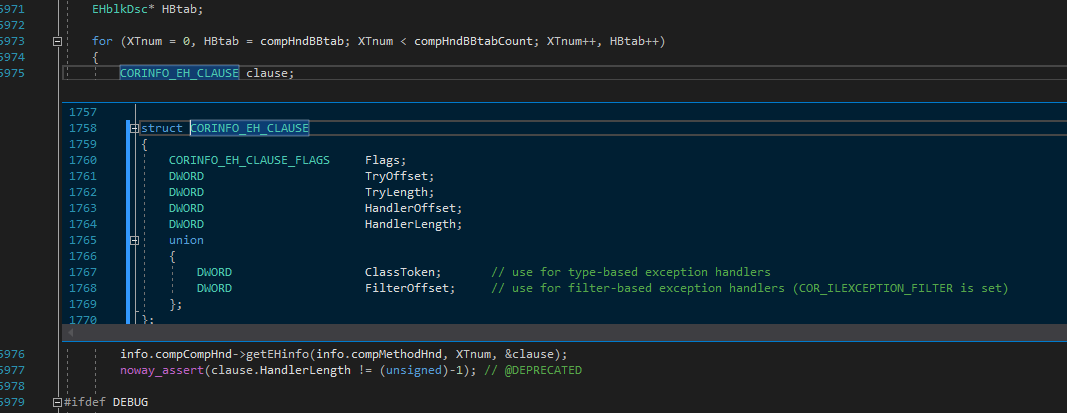 5971 EHblkDsc* HBtab;
5972
5973 for (XTnum = 0, HBtab = compHndBBtab; XTnum < compHndBBtabCount; XTnum++, HBtab++)
5974 {
5975 CORINFO_EH_CLAUSE clause;
1757
1758 struct CORINFO_EH_CLAUSE
1759 {
1760 CORINFO_EH_CLAUSE_FLAGS Flags;
1761 DWORD TryOffset;
1762 DWORD TryLength;
1763 DWORD HandlerOffset;
1764 DWORD HandlerLength;
1765 union
1766 {
1767 DWORD ClassToken; // use for type-based exception handlers
1768 DWORD FilterOffset; // use for filter-based exception handlers (COR_ILEXCEPTION_FILTER is set)
1769 };
1770 };
5976 info.compCompHnd->getEHinfo(info.compMethodHnd, XTnum, &clause);
5977 noway_assert(clause.HandlerLength != (unsigned)-1); // @DEPRECATED
5978
5979 #ifdef DEBUG